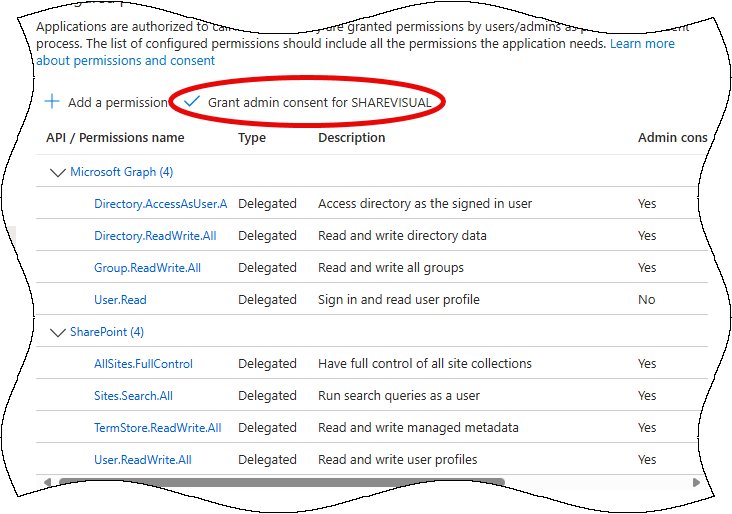 Applications are authorized to ca are granted permissions by users/admins as p nt
process. The list of configured permissions should include all the permissions the application needs. Learn more
about permissions and consent
Add a permission Grant admin consent for SHAREVISUAL
API / Permissions name Type Description Admin cons
Microsoft Graph (4)
Directory.AccessAsUser.A Delegated Access directory as the signed in user Yes
Directory.ReadWrite.All Delegated Read and write directory data Yes
Group.ReadWrite.All Delegated Read and write all groups Yes
User.Read Delegated Sign in and read user profile No
SharePoint (4)
AllSites.FullControl Delegated Have full control of all site collections Yes
Sites.Search.All Delegated Run search queries as a user Yes
TermStore.ReadWrite.All Delegated Read and write managed metadata Yes
User.ReadWrite.All Delegated Read and write user profiles Yes